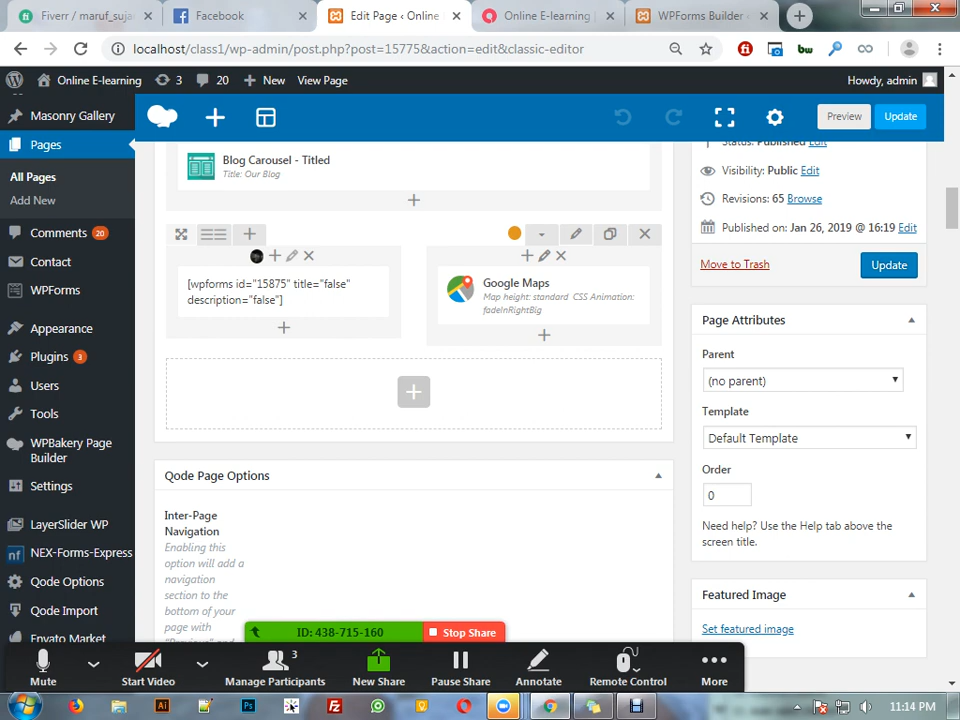 Fiverr / maruf_suja
Facebook
Edit Page ‹ Online
Online E-learning
WPForms Builder ‹
localhost/class1/wp-admin/post.php?post=15775&action=edit&classic-editor
bw
Online E-learning
3
20
New
View Page
Howdy, admin
Masonry Gallery
Pages
All Pages
Add New
Comments 20
Contact
WPForms
Appearance
Plugins 3
Users
Tools
WPBakery Page
Builder
Settings
LayerSlider WP
nf NEX-Forms-Express
Qode Options
Qode Import
Envato Market
Preview
Update
Blog Carousel - Titled
Title: Our Blog
[wpforms id="15875" title="false"
description="false"]
Google Maps
Map height: standard CSS Animation:
fadeInRightBig
Qode Page Options
Inter-Page
Navigation
Enabling this
option will add a
navigation
section to the
bottom of your
page with
"Previous" and
Status: Published Edit
Visibility: Public Edit
Revisions: 65 Browse
Published on: Jan 26, 2019 @ 16:19 Edit
Move to Trash
Update
Page Attributes
Parent
(no parent)
Template
Default Template
Order
0
Need help? Use the Help tab above the
screen title.
Featured Image
Set featured image
ID: 438-715-160
Stop Share
Mute
Start Video
3
Manage Participants
New Share
Pause Share
Annotate
Remote Control
More
Ai
Ps
Fz
11:14 PM